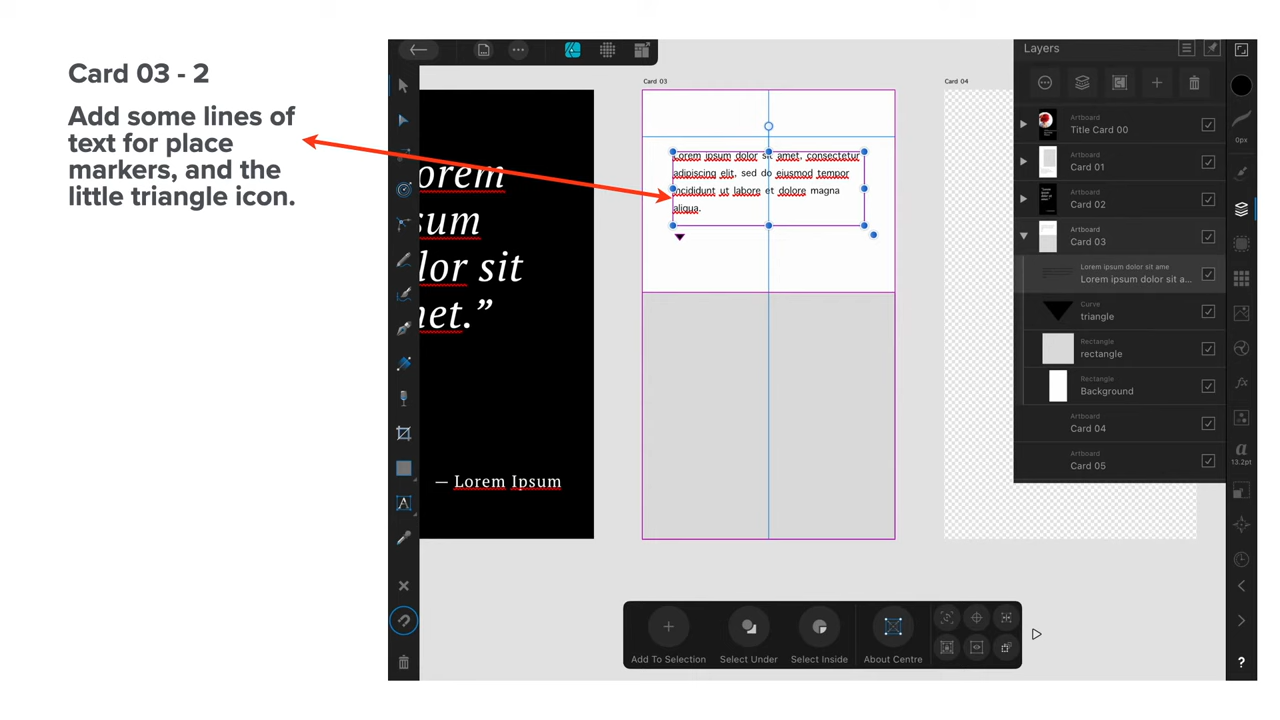 Card 03 - 2
Add some lines of
text for place
markers, and the
little triangle icon.
Card 03
Card 04
orem
sum
lor sit
net.”
— Lorem Ipsum
Lorem ipsum dolor sit amet, consectetur
adipiscing elit, sed do eiusmod tempor
incididunt ut labore et dolore magna
aliqua.
Layers
Artboard
Title Card 00
Artboard
Card 01
Artboard
Card 02
Artboard
Card 03
Lorem ipsum dolor sit ame
Lorem ipsum dolor sit a...
Curve
triangle
Rectangle
rectangle
Rectangle
Background
Artboard
Card 04
Artboard
Card 05
0px
a
13.2pt
fx
A
?
Add To Selection
Select Under
Select Inside
About Centre